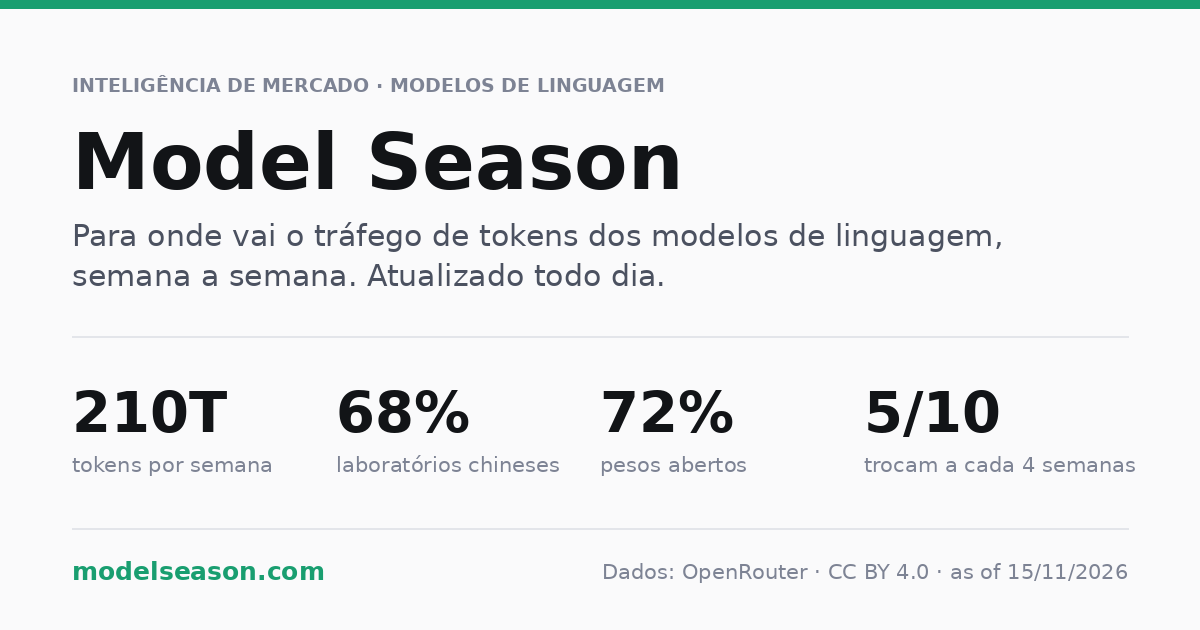 INTELIGÊNCIA DE MERCADO · MODELOS DE LINGUAGEM
Model Season
Para onde vai o tráfego de tokens dos modelos de linguagem,
semana a semana. Atualizado todo dia.
210T
tokens por semana
68%
laboratórios chineses
72%
pesos abertos
5/10
trocam a cada 4 semanas
modelseason.com
Dados: OpenRouter · CC BY 4.0 · as of 15/11/2026